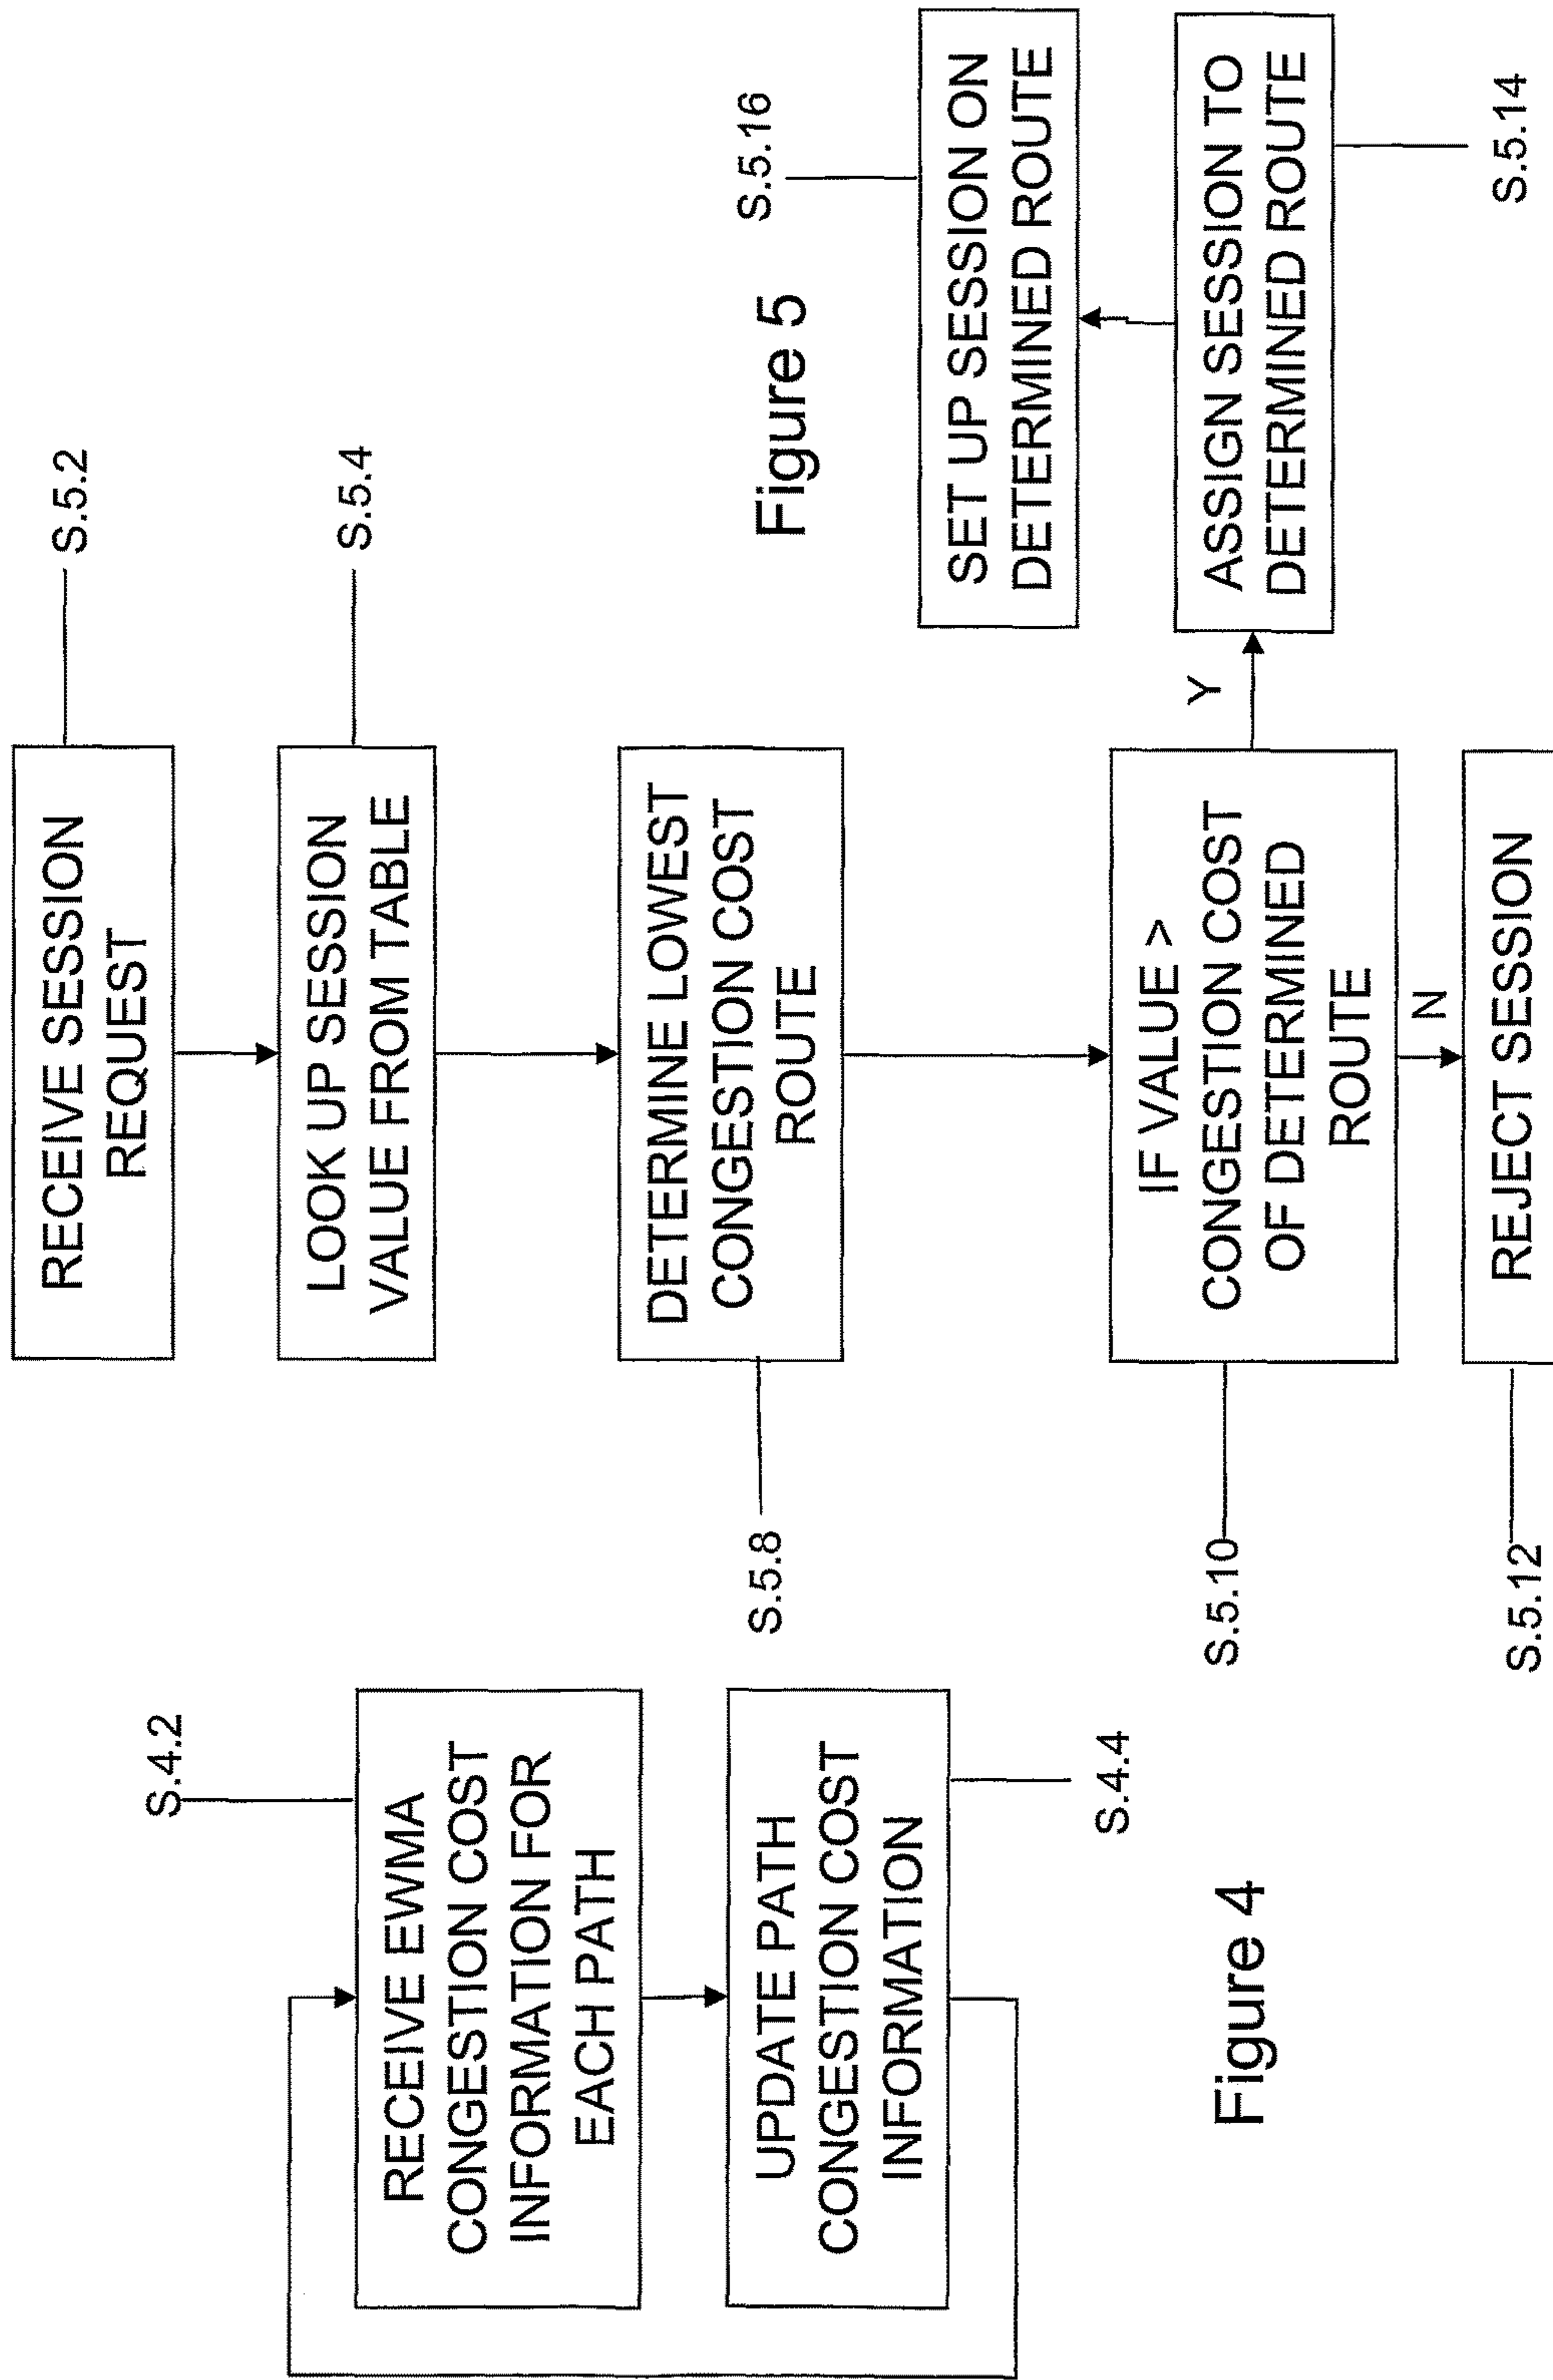 S.4.2
RECEIVE EWMA
CONGESTION COST
INFORMATION FOR
EACH PATH
UPDATE PATH
CONGESTION COST
INFORMATION
S.4.4
Figure 4
RECEIVE SESSION
REQUEST
S.5.2
LOOK UP SESSION
VALUE FROM TABLE
S.5.4
DETERMINE LOWEST
CONGESTION COST
ROUTE
S.5.8
IF VALUE >
CONGESTION COST
OF DETERMINED
ROUTE
S.5.10
N
REJECT SESSION
S.5.12
Y
ASSIGN SESSION TO
DETERMINED ROUTE
S.5.14
SET UP SESSION ON
DETERMINED ROUTE
S.5.16
Figure 5